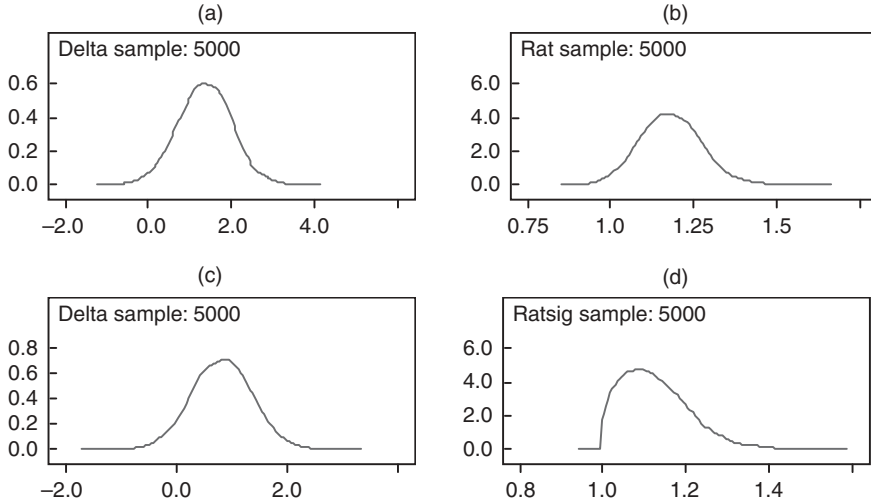 (a)
Delta sample: 5000
0.6
0.4
0.2
0.0
−2.0 0.0 2.0 4.0
(b)
Rat sample: 5000
6.0
4.0
2.0
0.0
0.75 1.0 1.25 1.5
(c)
Delta sample: 5000
0.8
0.6
0.4
0.2
0.0
−2.0 0.0 2.0
(d)
Ratsig sample: 5000
6.0
4.0
2.0
0.0
0.8 1.0 1.2 1.4